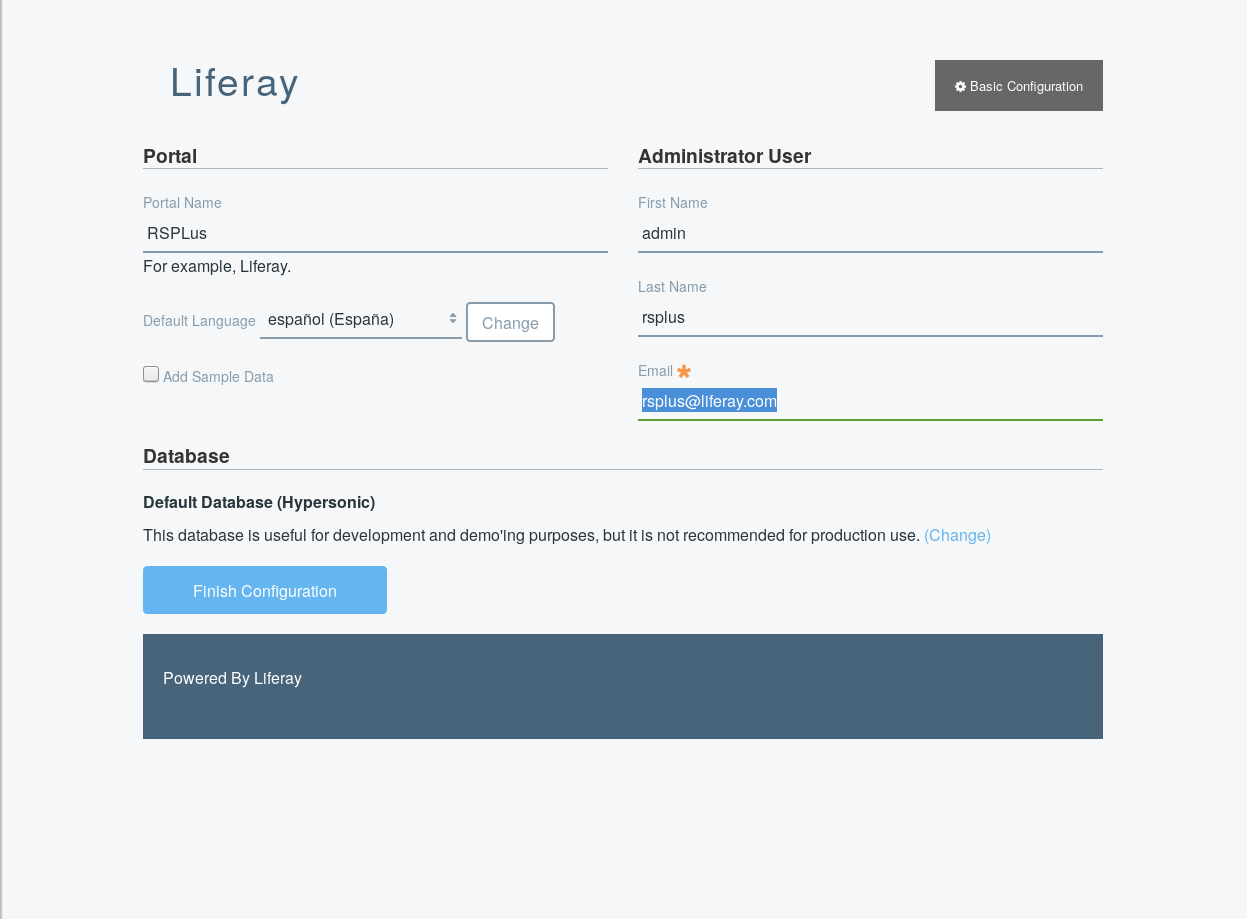 Liferay
Basic Configuration
Portal
Portal Name
RSPLus
For example, Liferay.
Default Language español (España) Change
Add Sample Data
Administrator User
First Name
admin
Last Name
rsplus
Email
rsplus@liferay.com
Database
Default Database (Hypersonic)
This database is useful for development and demo'ing purposes, but it is not recommended for production use. (Change)
Finish Configuration
Powered By Liferay